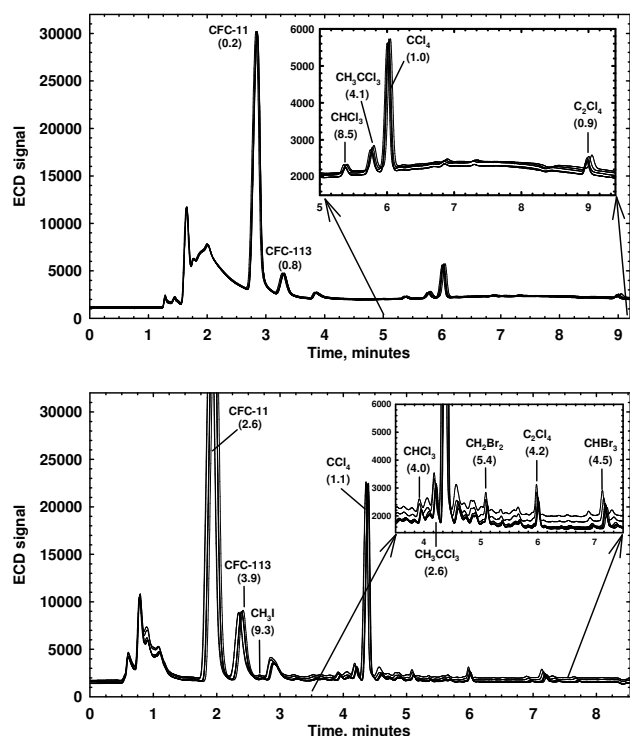 30000
25000
20000
15000
10000
5000
0
ECD signal
CFC-11
(0.2)
CFC-113
(0.8)
6000
5000
4000
3000
2000
CHCl3
(8.5)
CH3CCl3
(4.1)
CCl4
(1.0)
C2Cl4
(0.9)
5 6 7 8 9
0 1 2 3 4 5 6 7 8 9
Time, minutes
30000
25000
20000
15000
10000
5000
0
ECD signal
CFC-11
(2.6)
CFC-113
(3.9)
CH3I
(9.3)
CCl4
(1.1)
6000
5000
4000
3000
2000
CHCl3
(4.0)
CH2Br2
(5.4)
C2Cl4
(4.2)
CHBr3
(4.5)
4 5 6 7
CH3CCl3
(2.6)
0 1 2 3 4 5 6 7 8
Time, minutes